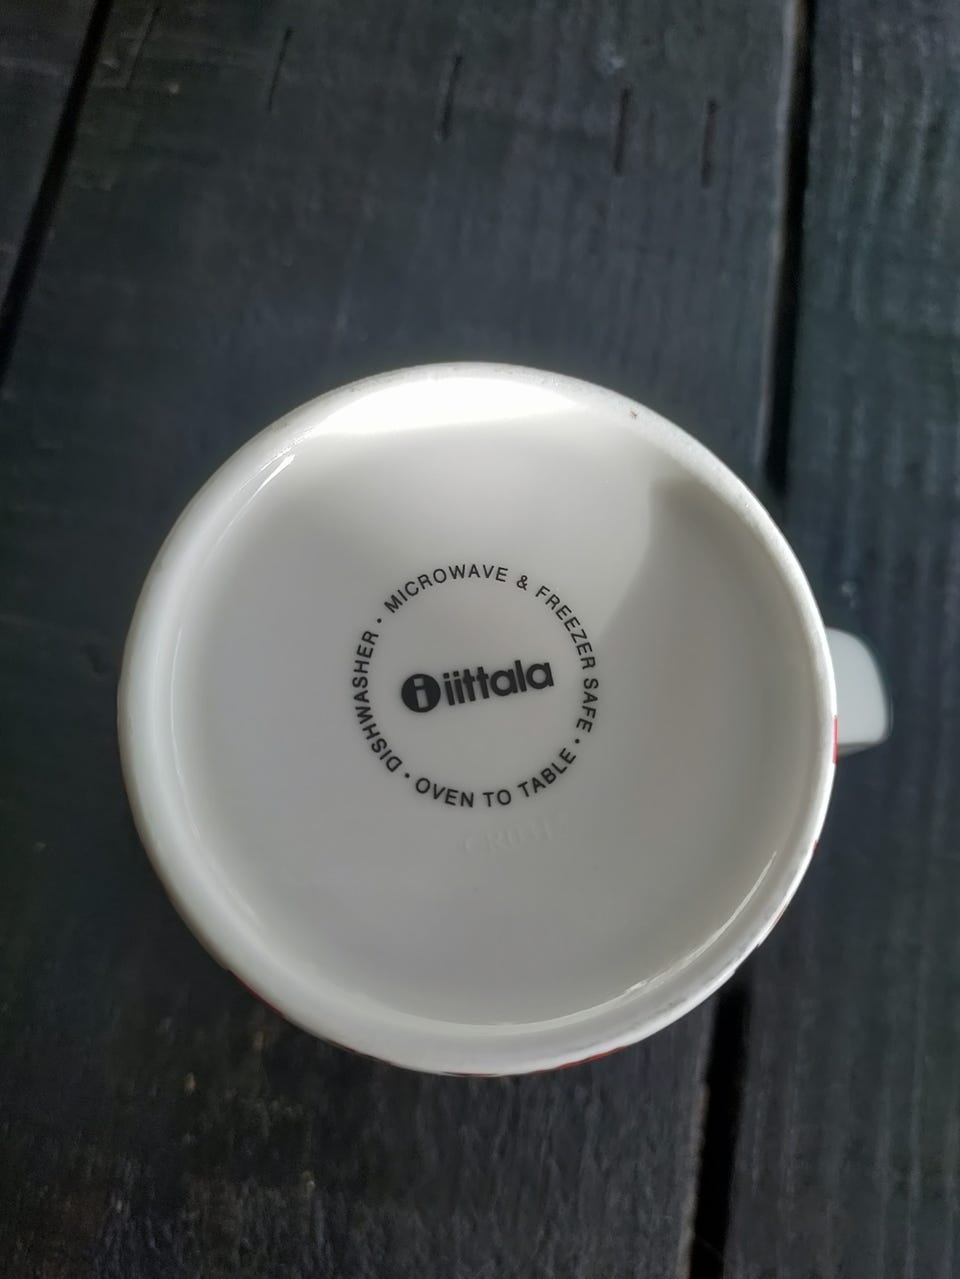 DISHWASHER • MICROWAVE & FREEZER SAFE • OVEN TO TABLE •
i iittala